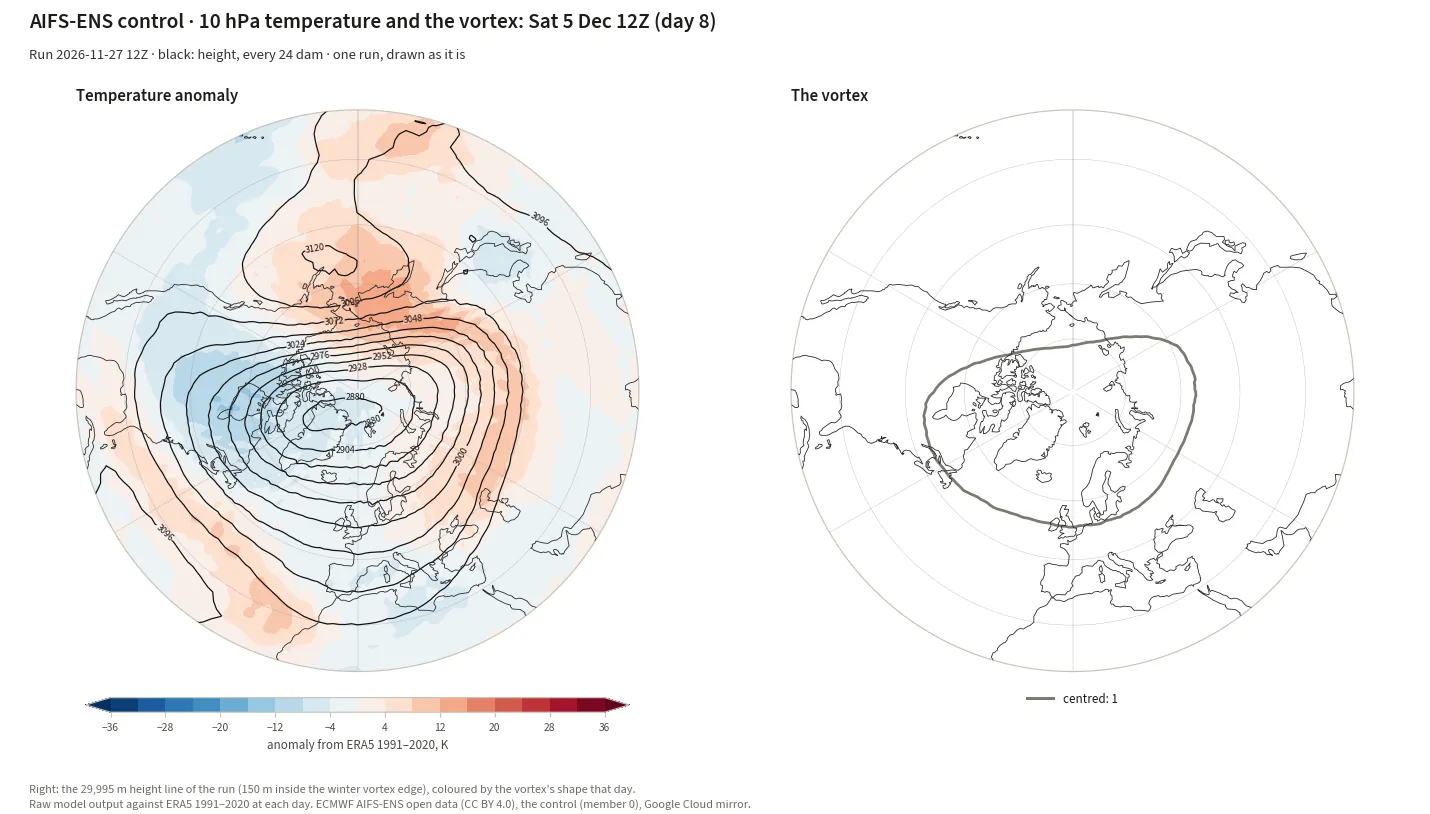 AIFS-ENS control · 10 hPa temperature and the vortex: Sat 5 Dec 12Z (day 8)
Run 2026-11-27 12Z · black: height, every 24 dam · one run, drawn as it is
Temperature anomaly
The vortex
3096
3120
3096
3072
3048
3024
2976
2952
2928
2880
2880
2904
3000
3096
−36 −28 −20 −12 −4 4 12 20 28 36
anomaly from ERA5 1991–2020, K
centred: 1
Right: the 29,995 m height line of the run (150 m inside the winter vortex edge), coloured by the vortex's shape that day.
Raw model output against ERA5 1991–2020 at each day. ECMWF AIFS-ENS open data (CC BY 4.0), the control (member 0), Google Cloud mirror.